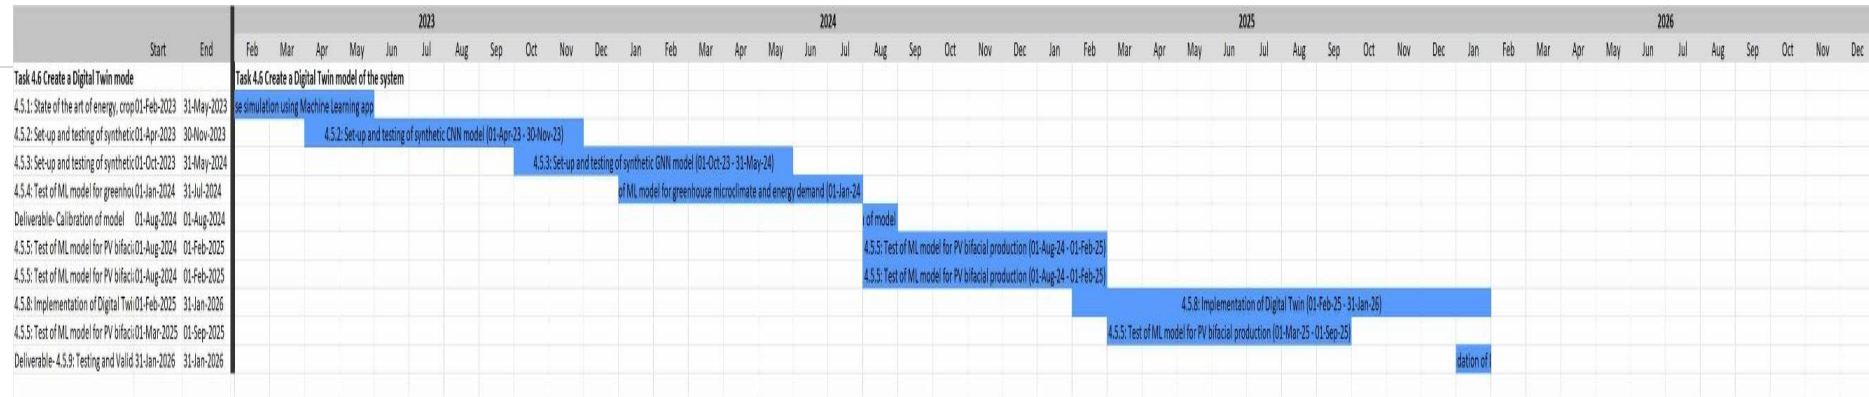 2023 2024 2025 2026
Start End Feb Mar Apr May Jun Jul Aug Sep Oct Nov Dec Jan Feb Mar Apr May Jun Jul Aug Sep Oct Nov Dec Jan Feb Mar Apr May Jun Jul Aug Sep Oct Nov Dec Jan Feb Mar Apr May Jun Jul Aug Sep Oct Nov Dec
Task 4.6 Create a Digital Twin mode Task 4.6 Create a Digital Twin model of the system
4.5.1: State of the art of energy, crop 01-Feb-2023 31-May-2023 se simulation using Machine Learning app
4.5.2: Set-up and testing of synthetic 01-Apr-2023 30-Nov-2023 4.5.2: Set-up and testing of synthetic CNN model (01-Apr-23 - 30-Nov-23)
4.5.3: Set-up and testing of synthetic 01-Oct-2023 31-May-2024 4.5.3: Set-up and testing of synthetic GNN model (01-Oct-23 - 31-May-24)
4.5.4: Test of ML model for greenhou 01-Jan-2024 31-Jul-2024 of ML model for greenhouse microclimate and energy demand (01-Jan-24
Deliverable- Calibration of model 01-Aug-2024 01-Aug-2024 of model
4.5.5: Test of ML model for PV bifaci 01-Aug-2024 01-Feb-2025 4.5.5: Test of ML model for PV bifacial production (01-Aug-24 - 01-Feb-25)
4.5.5: Test of ML model for PV bifaci 01-Aug-2024 01-Feb-2025 4.5.5: Test of ML model for PV bifacial production (01-Aug-24 - 01-Feb-25)
4.5.8: Implementation of Digital Twi 01-Feb-2025 31-Jan-2026 4.5.8: Implementation of Digital Twin (01-Feb-25 - 31-Jan-26)
4.5.5: Test of ML model for PV bifaci 01-Mar-2025 01-Sep-2025 4.5.5: Test of ML model for PV bifacial production (01-Mar-25 - 01-Sep-25)
Deliverable- 4.5.9: Testing and Valid 31-Jan-2026 31-Jan-2026 dation of